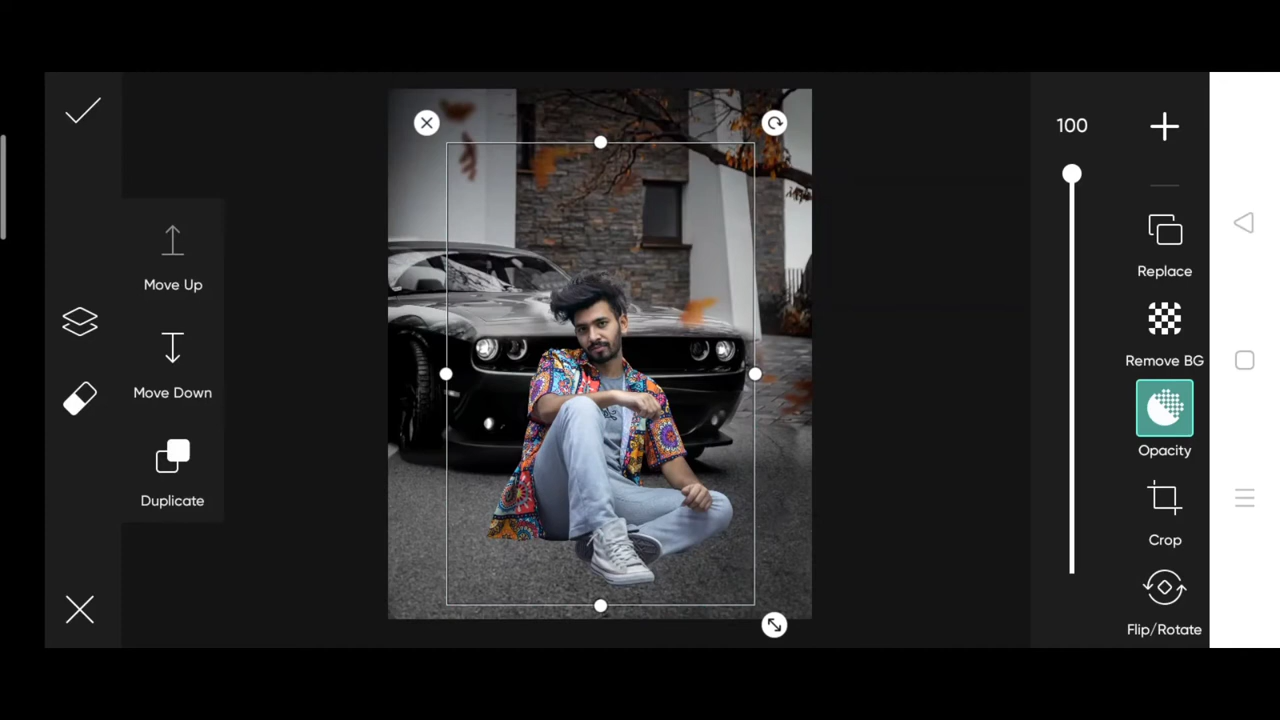 100
Move Up
Move Down
Duplicate
Replace
Remove BG
Opacity
Crop
Flip/Rotate